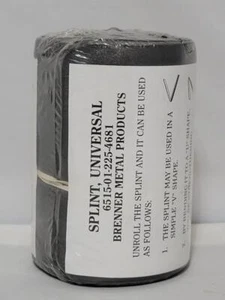 SPLINT, UNIVERSAL
6515-01-225-4681
BRENNER METAL PRODUCTS
UNROLL THE SPLINT AND IT CAN BE USED
AS FOLLOWS:
1. THE SPLINT MAY BE USED IN A
SIMPLE "V" SHAPE.